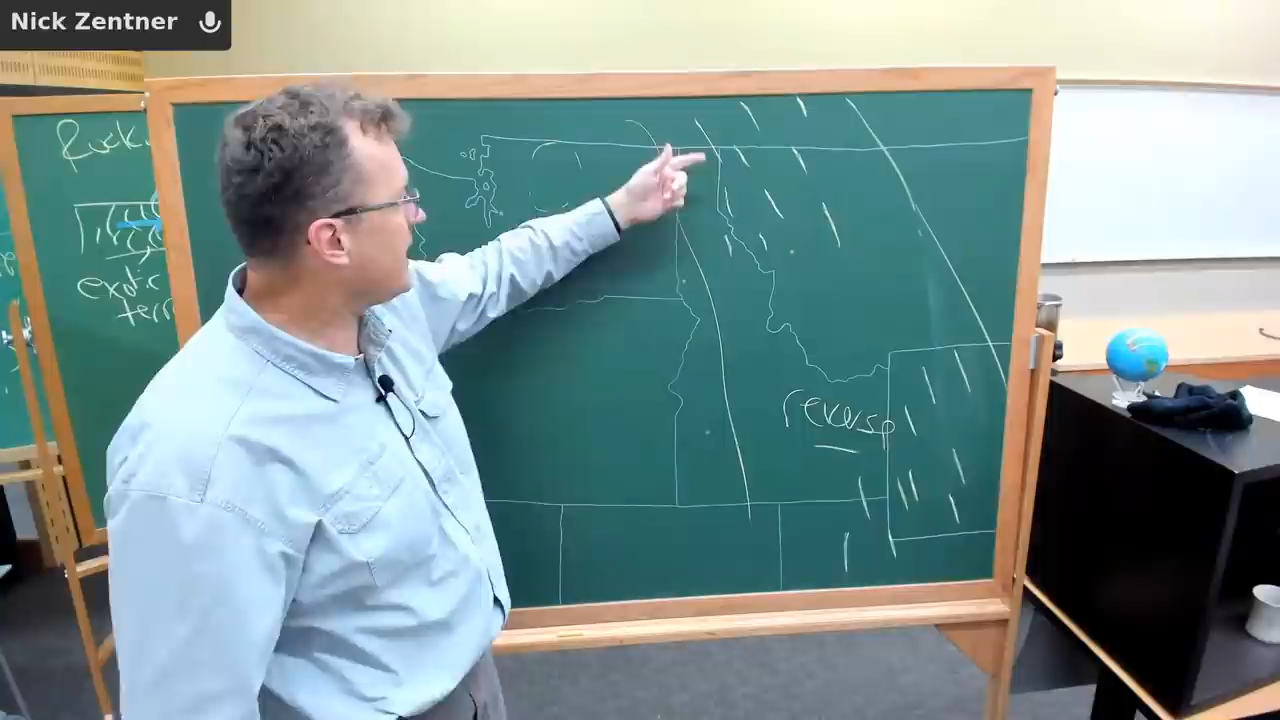 Nick Zentner
Rock
exotic
terr
reverse